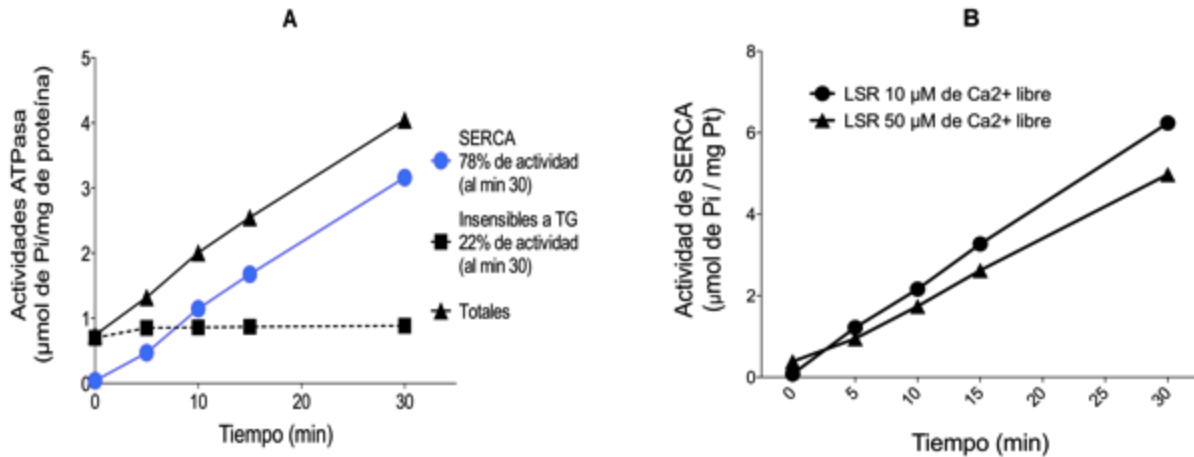 A
Actividades ATPasa
(μmol de Pi/mg de proteína)
5
4
3
2
1
0
0
10
20
30
Tiempo (min)
SERCA
78% de actividad
(al min 30)
Insensibles a TG
22% de actividad
(al min 30)
Totales
B
Actividad de SERCA
(μmol de Pi / mg Pt)
8
6
4
2
0
LSR 10 μM de Ca2+ libre
LSR 50 μM de Ca2+ libre
0
5
10
15
20
25
30
Tiempo (min)